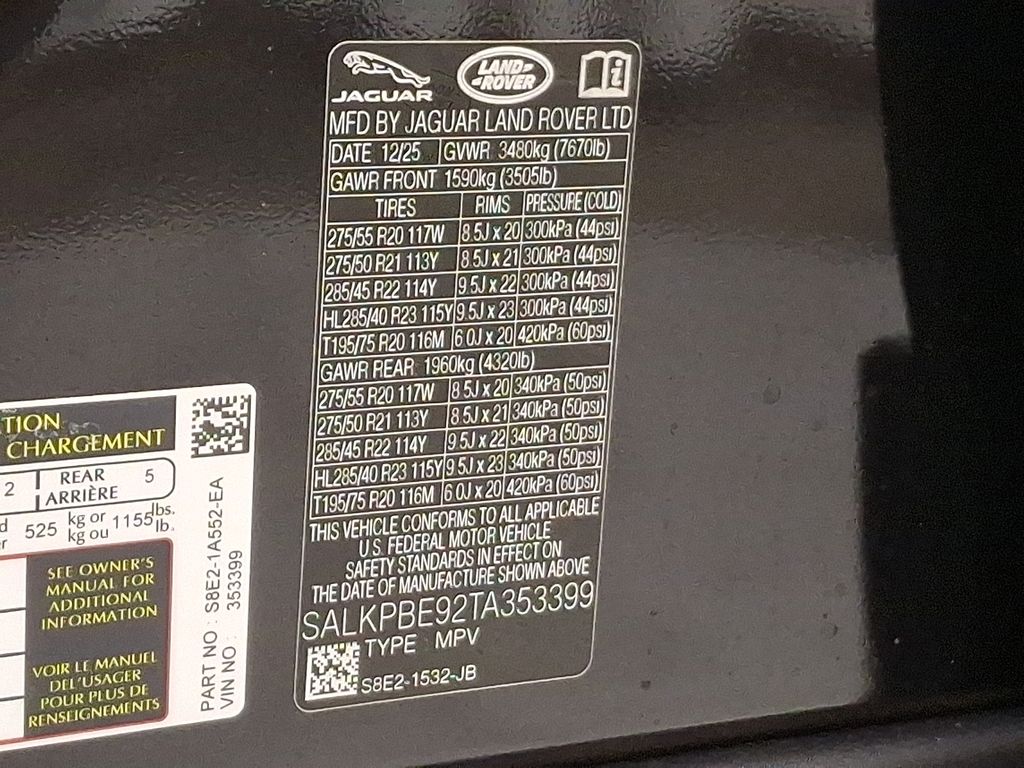 JAGUAR
LAND-
-ROVER
MFD BY JAGUAR LAND ROVER LTD
DATE 12/25 GVWR 3480kg (7670lb)
GAWR FRONT 1590kg (3505lb)
TIRES RIMS PRESSURE (COLD)
275/55 R20 117W 8.5J x 20 300kPa (44psi)
275/50 R21 113Y 8.5J x 21 300kPa (44psi)
285/45 R22 114Y 9.5J x 22 300kPa (44psi)
HL285/40 R23 115Y 9.5J x 23 300kPa (44psi)
T195/75 R20 116M 6.0J x 20 420kPa (60psi)
GAWR REAR 1960kg (4320lb)
275/55 R20 117W 8.5J x 20 340kPa (50psi)
275/50 R21 113Y 8.5J x 21 340kPa (50psi)
285/45 R22 114Y 9.5J x 22 340kPa (50psi)
HL285/40 R23 115Y 9.5J x 23 340kPa (50psi)
T195/75 R20 116M 6.0J x 20 420kPa (60psi)
THIS VEHICLE CONFORMS TO ALL APPLICABLE
U.S. FEDERAL MOTOR VEHICLE
SAFETY STANDARDS IN EFFECT ON
THE DATE OF MANUFACTURE SHOWN ABOVE
SALKPBE92TA353399
TYPE MPV
S8E2-1532-JB
TION
CHARGEMENT
2 REAR 5
ARRIÈRE
525 kg or 1155 lbs.
kg ou lb.
SEE OWNER'S
MANUAL FOR
ADDITIONAL
INFORMATION
VOIR LE MANUEL
DEL'USAGER
POUR PLUS DE
RENSEIGNEMENTS
PART NO : S8E2-1A552-EA
VIN NO : 353399